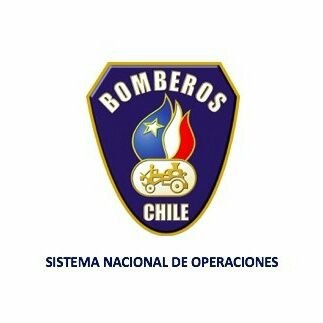 BOMBEROS
CHILE
SISTEMA NACIONAL DE OPERACIONES